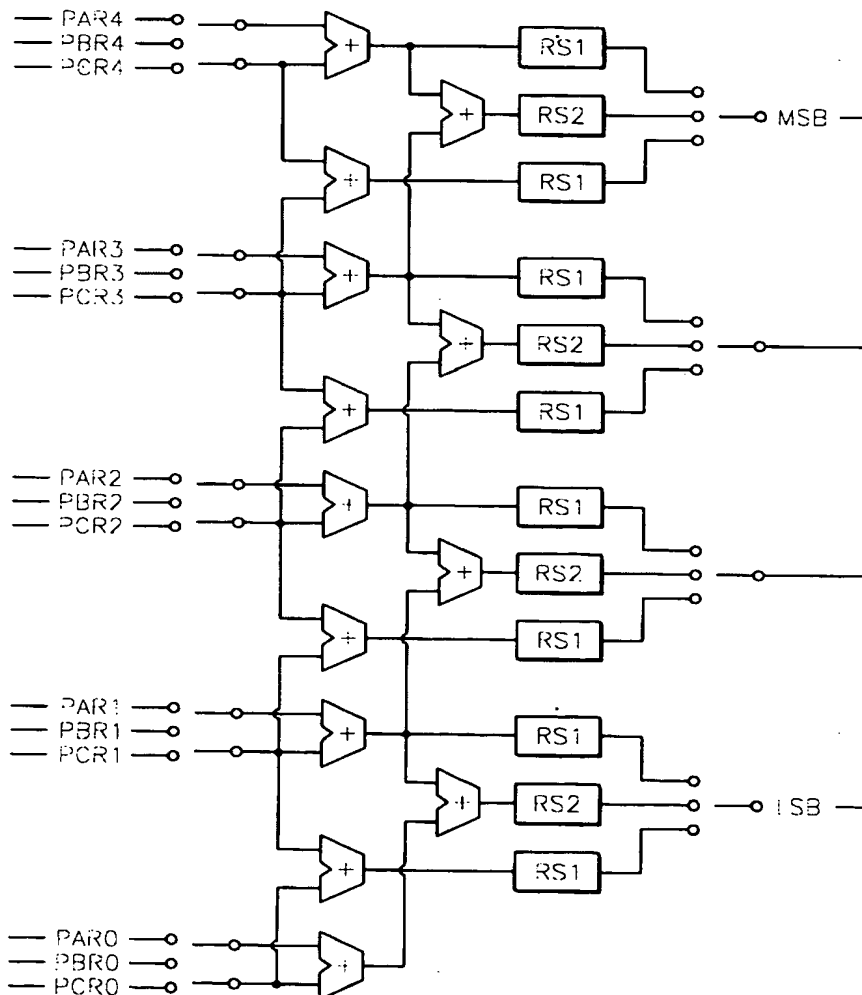 PAR4
PBR4
PCR4
+
RS1
+
RS2
MSB
+
RS1
PAR3
PBR3
PCR3
+
RS1
+
RS2
+
RS1
PAR2
PBR2
PCR2
+
RS1
+
RS2
+
RS1
PAR1
PBR1
PCR1
+
RS1
+
RS2
LSB
+
RS1
PAR0
PBR0
PCR0
+